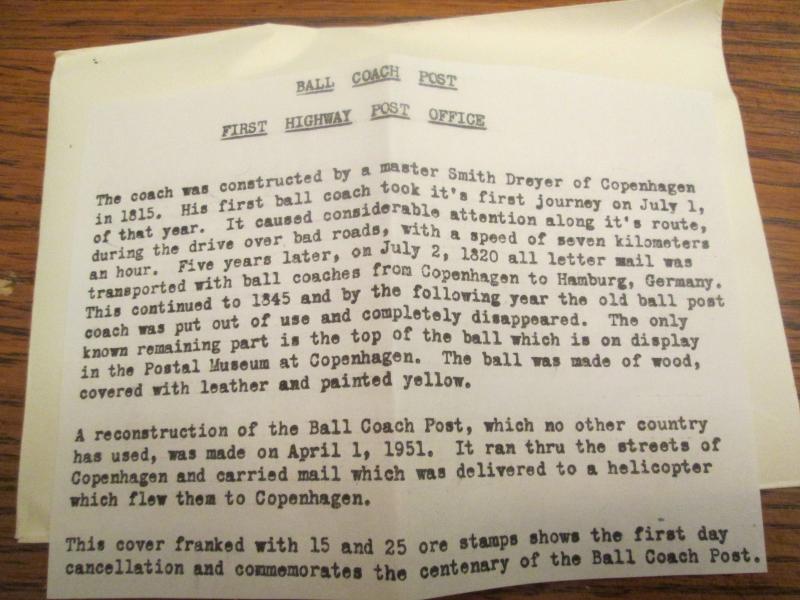 BALL COACH POST
FIRST HIGHWAY POST OFFICE
The coach was constructed by a master Smith Dreyer of Copenhagen
in 1815. His first ball coach took it's first journey on July 1,
of that year. It caused considerable attention along it's route,
during the drive over bad roads, with a speed of seven kilometers
an hour. Five years later, on July 2, 1820 all letter mail was
transported with ball coaches from Copenhagen to Hamburg, Germany.
This continued to 1845 and by the following year the old ball post
coach was put out of use and completely disappeared. The only
known remaining part is the top of the ball which is on display
in the Postal Museum at Copenhagen. The ball was made of wood,
covered with leather and painted yellow.
A reconstruction of the Ball Coach Post, which no other country
has used, was made on April 1, 1951. It ran thru the streets of
Copenhagen and carried mail which was delivered to a helicopter
which flew them to Copenhagen.
This cover franked with 15 and 25 ore stamps shows the first day
cancellation and commemorates the centenary of the Ball Coach Post.